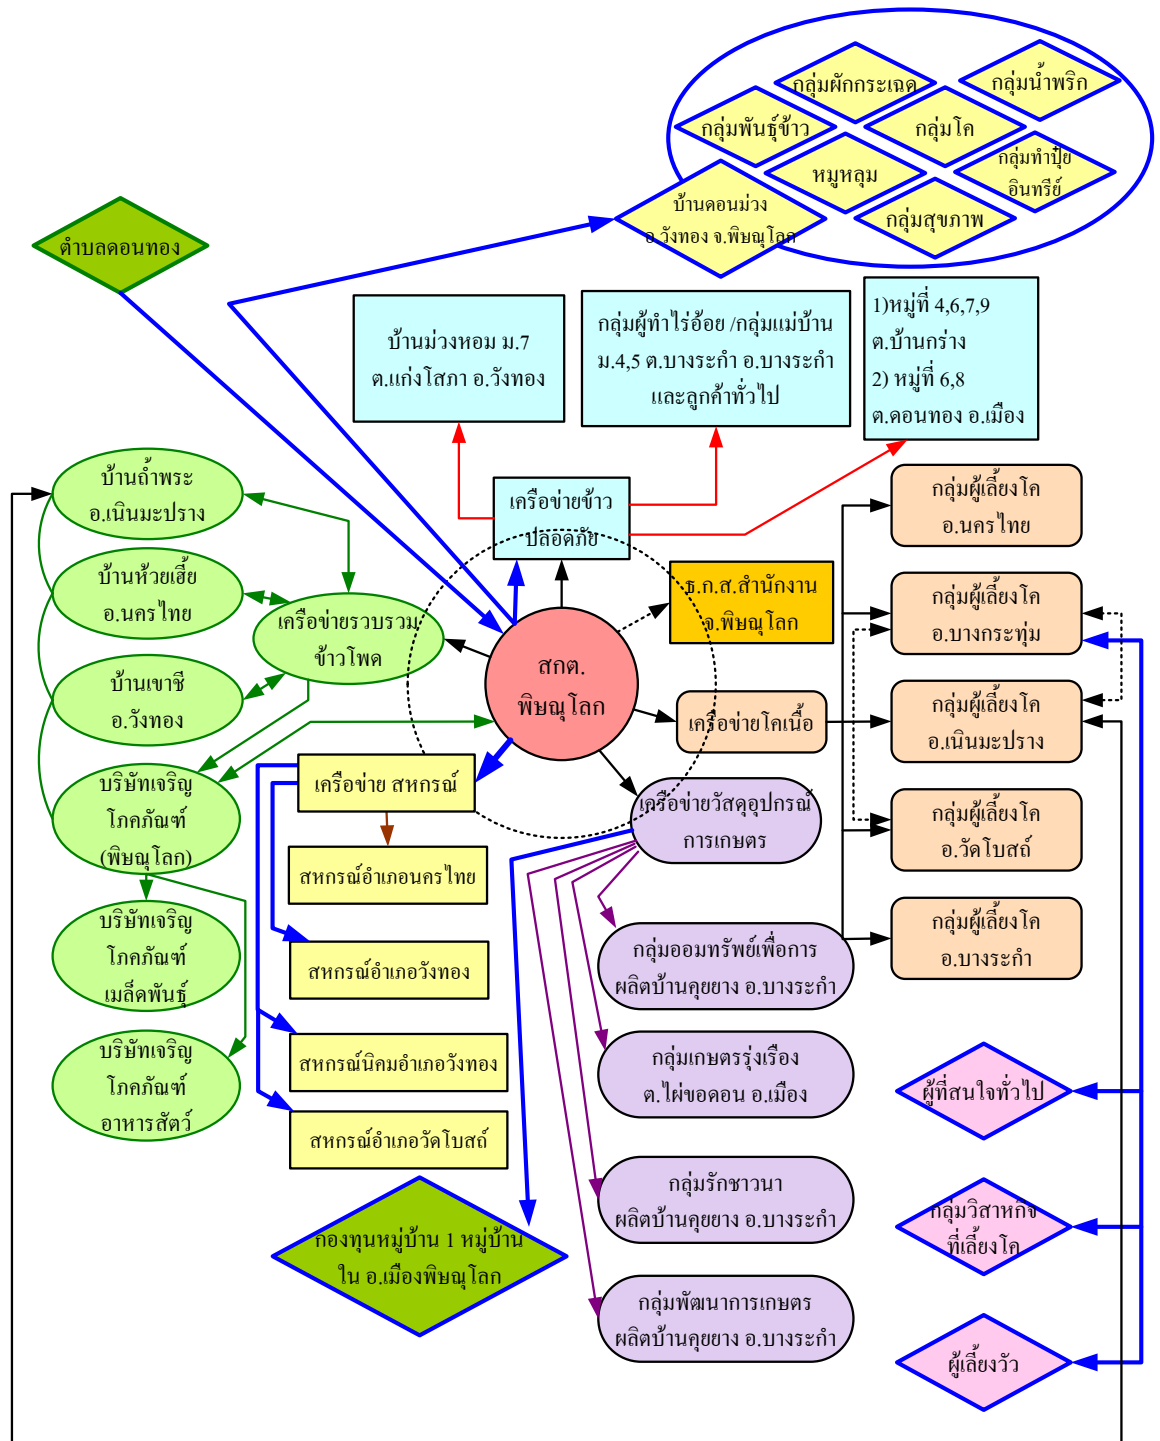 กลุ่มผักกระเฉด
กลุ่มน้ำพริก
กลุ่มพันธุ์ข้าว
กลุ่มโค
หมูหลุม
กลุ่มทำปุ๋ย
อินทรีย์
บ้านดอนม่วง
อ.วังทอง จ.พิษณุโลก
กลุ่มสุขภาพ
ตำบลดอนทอง
บ้านม่วงหอม ม.7
ต.แก่งโสภา อ.วังทอง
กลุ่มผู้ทำไร่อ้อย /กลุ่มแม่บ้าน
ม.4,5 ต.บางระกำ อ.บางระกำ
และลูกค้าทั่วไป
1)หมู่ที่ 4,6,7,9
ต.บ้านกร่าง
2) หมู่ที่ 6,8
ต.ดอนทอง อ.เมือง
บ้านถ้ำพระ
อ.เนินมะปราง
เครือข่ายข้าว
ปลอดภัย
กลุ่มผู้เลี้ยงโค
อ.นครไทย
บ้านห้วยเฮี้ย
อ.นครไทย
เครือข่ายรวบรวม
ข้าวโพด
ธ.ก.ส.สำนักงาน
จ.พิษณุโลก
กลุ่มผู้เลี้ยงโค
อ.บางกระทุ่ม
สกต.
พิษณุโลก
บ้านเขาชี
อ.วังทอง
เครือข่ายโคเนื้อ
กลุ่มผู้เลี้ยงโค
อ.เนินมะปราง
บริษัทเจริญ
โภคภัณฑ์
(พิษณุโลก)
เครือข่าย สหกรณ์
เครือข่ายวัสดุอุปกรณ์
การเกษตร
กลุ่มผู้เลี้ยงโค
อ.วัดโบสถ์
สหกรณ์อำเภอนครไทย
บริษัทเจริญ
โภคภัณฑ์
เมล็ดพันธุ์
สหกรณ์อำเภอวังทอง
กลุ่มออมทรัพย์เพื่อการ
ผลิตบ้านคุยยาง อ.บางระกำ
กลุ่มผู้เลี้ยงโค
อ.บางระกำ
บริษัทเจริญ
โภคภัณฑ์
อาหารสัตว์
สหกรณ์นิคมอำเภอวังทอง
กลุ่มเกษตรรุ่งเรือง
ต.ไผ่ขอดอน อ.เมือง
ผู้ที่สนใจทั่วไป
สหกรณ์อำเภอวัดโบสถ์
กลุ่มรักชาวนา
ผลิตบ้านคุยยาง อ.บางระกำ
กลุ่มวิสาหกิจ
ที่เลี้ยงโค
กองทุนหมู่บ้าน 1 หมู่บ้าน
ใน อ.เมืองพิษณุโลก
กลุ่มพัฒนาการเกษตร
ผลิตบ้านคุยยาง อ.บางระกำ
ผู้เลี้ยงวัว